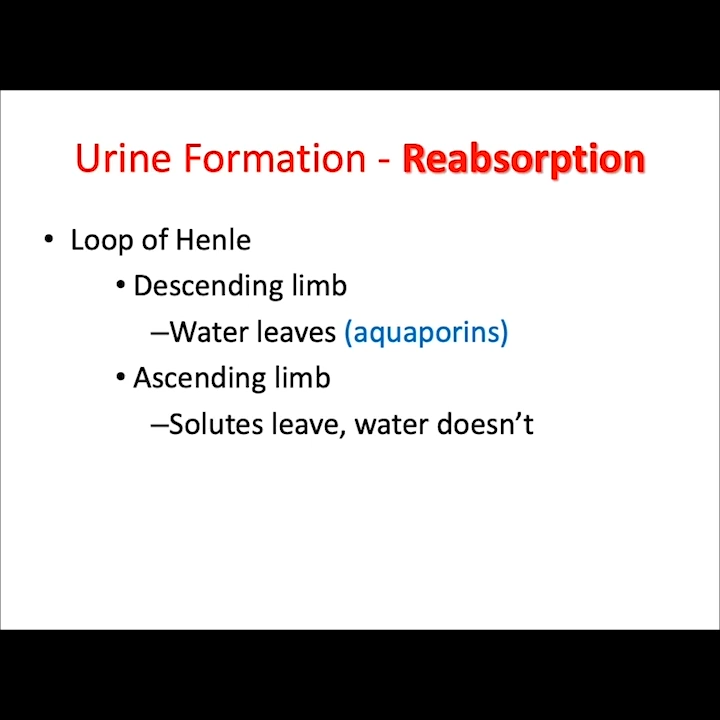 Urine Formation - Reabsorption
• Loop of Henle
• Descending limb
–Water leaves (aquaporins)
• Ascending limb
–Solutes leave, water doesn’t